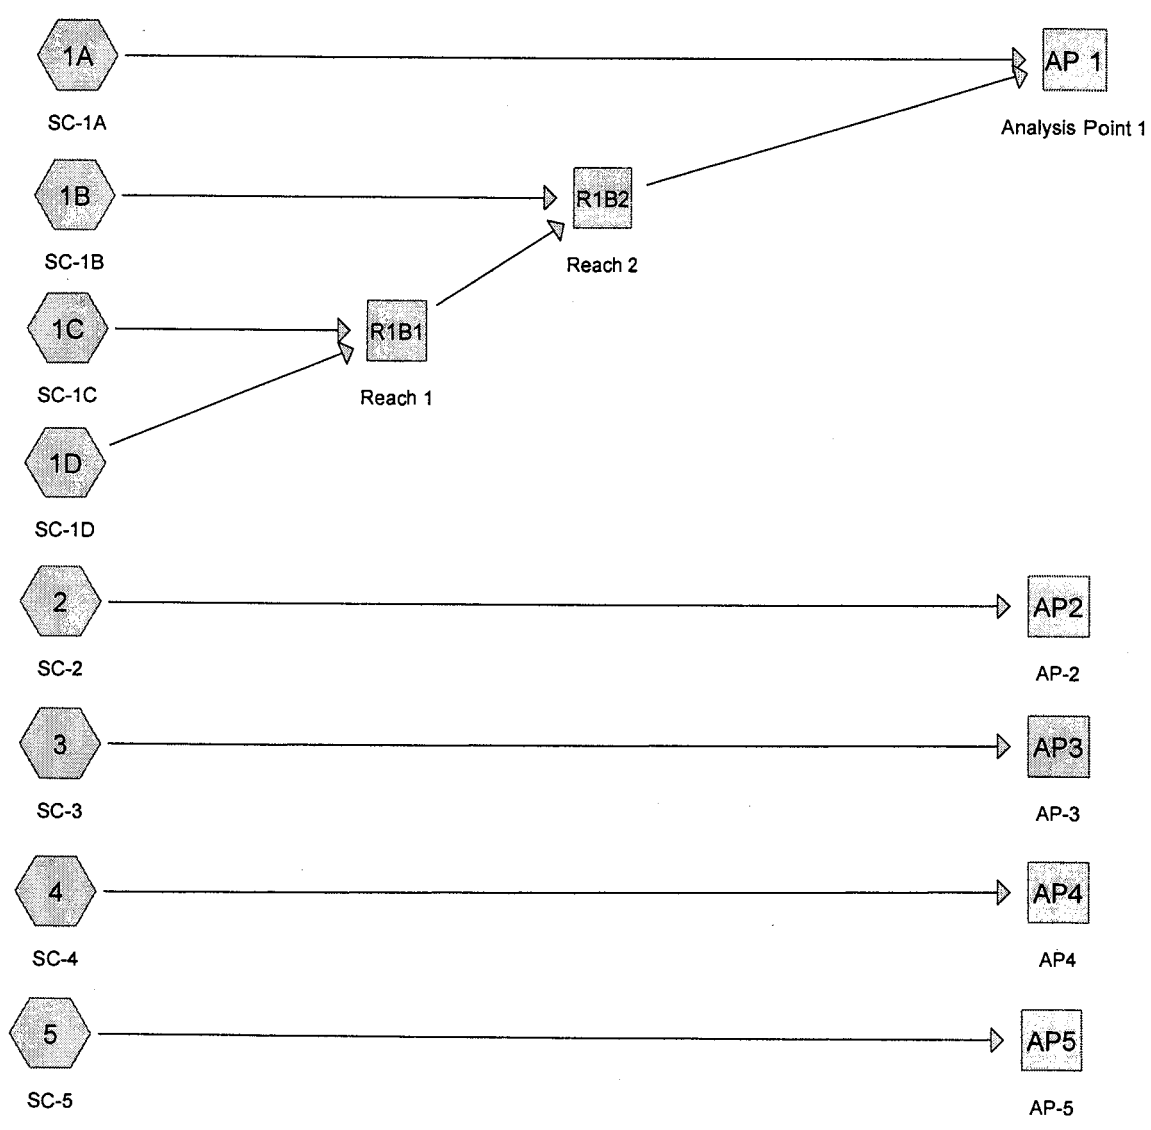 1A
AP 1
SC-1A
Analysis Point 1
1B
R1B2
SC-1B
Reach 2
1C
R1B1
SC-1C
Reach 1
1D
SC-1D
2
AP2
SC-2
AP-2
3
AP3
SC-3
AP-3
4
AP4
SC-4
AP4
5
AP5
SC-5
AP-5